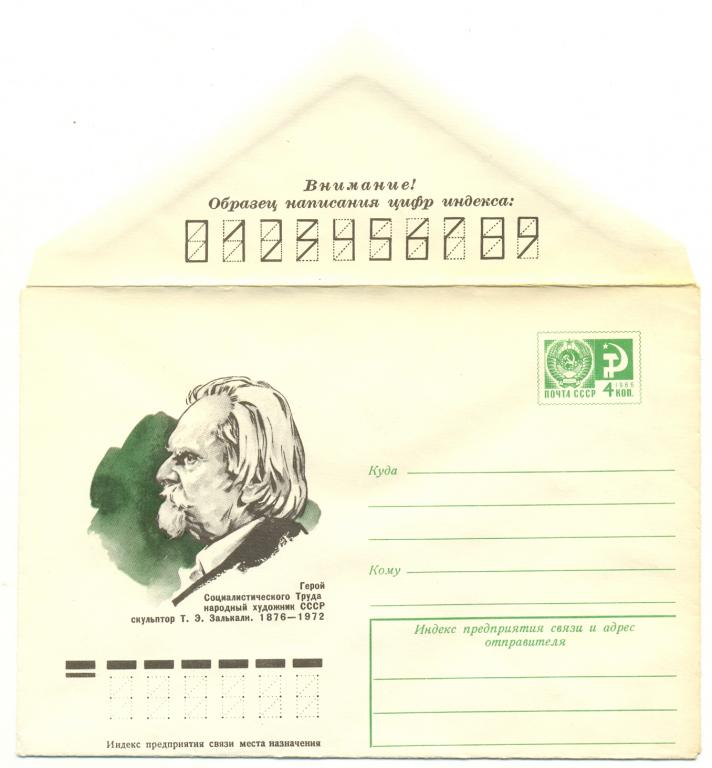 Внимание!
Образец написания цифр индекса:
0123456789
1966
ПОЧТА СССР 4 КОП.
Куда
Кому
Герой
Социалистического Труда
народный художник СССР
скульптор Т. Э. Залькалн. 1876—1972
Индекс предприятия связи и адрес
отправителя
Индекс предприятия связи места назначения